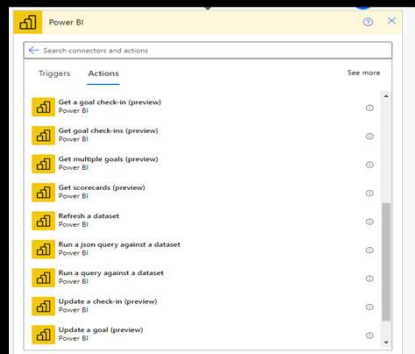 Power BI
Search connectors and actions
Triggers Actions See more
Get a goal check-in (preview)
Power BI
Get goal check-ins (preview)
Power BI
Get multiple goals (preview)
Power BI
Get scorecards (preview)
Power BI
Refresh a dataset
Power BI
Run a json query against a dataset
Power BI
Run a query against a dataset
Power BI
Update a check-in (preview)
Power BI
Update a goal (preview)
Power BI